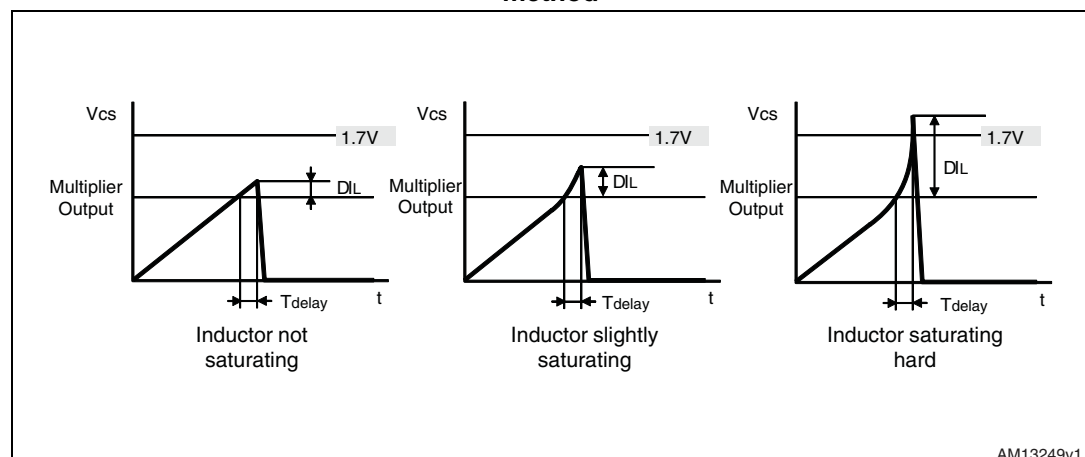 method
Vcs
1.7V
Multiplier
Output
DIL
Tdelay
t
Inductor not
saturating
Vcs
1.7V
Multiplier
Output
DIL
Tdelay
t
Inductor slightly
saturating
Vcs
1.7V
Multiplier
Output
DIL
Tdelay
t
Inductor saturating
hard
AM13249v1